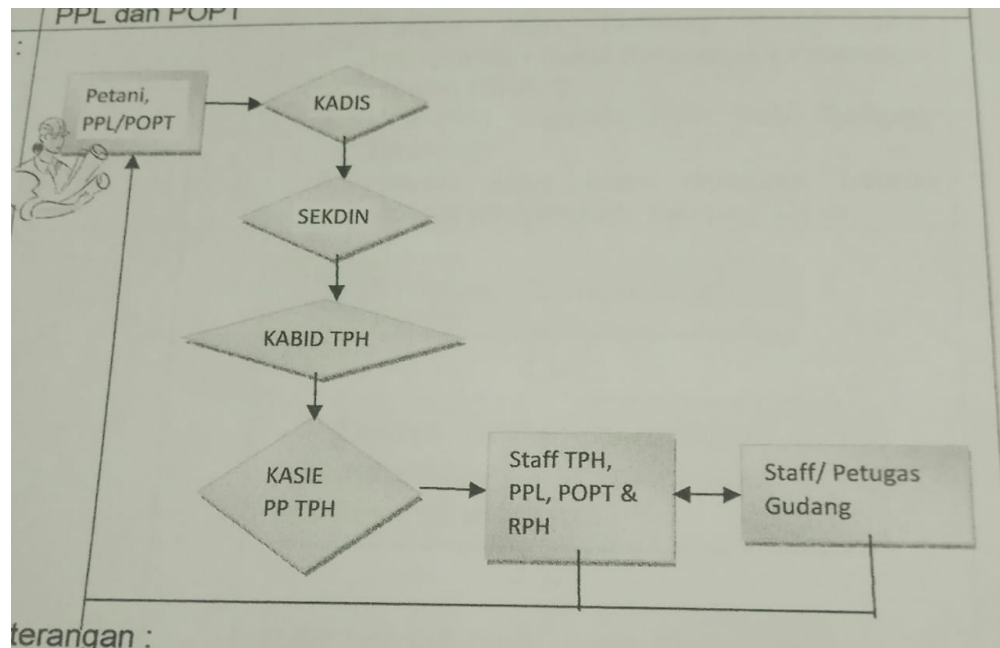 PPL dan POPT
:
Petani,
PPL/POPT
KADIS
SEKDIN
KABID TPH
KASIE
PP TPH
Staff TPH,
PPL, POPT &
RPH
Staff/ Petugas
Gudang
terangan :